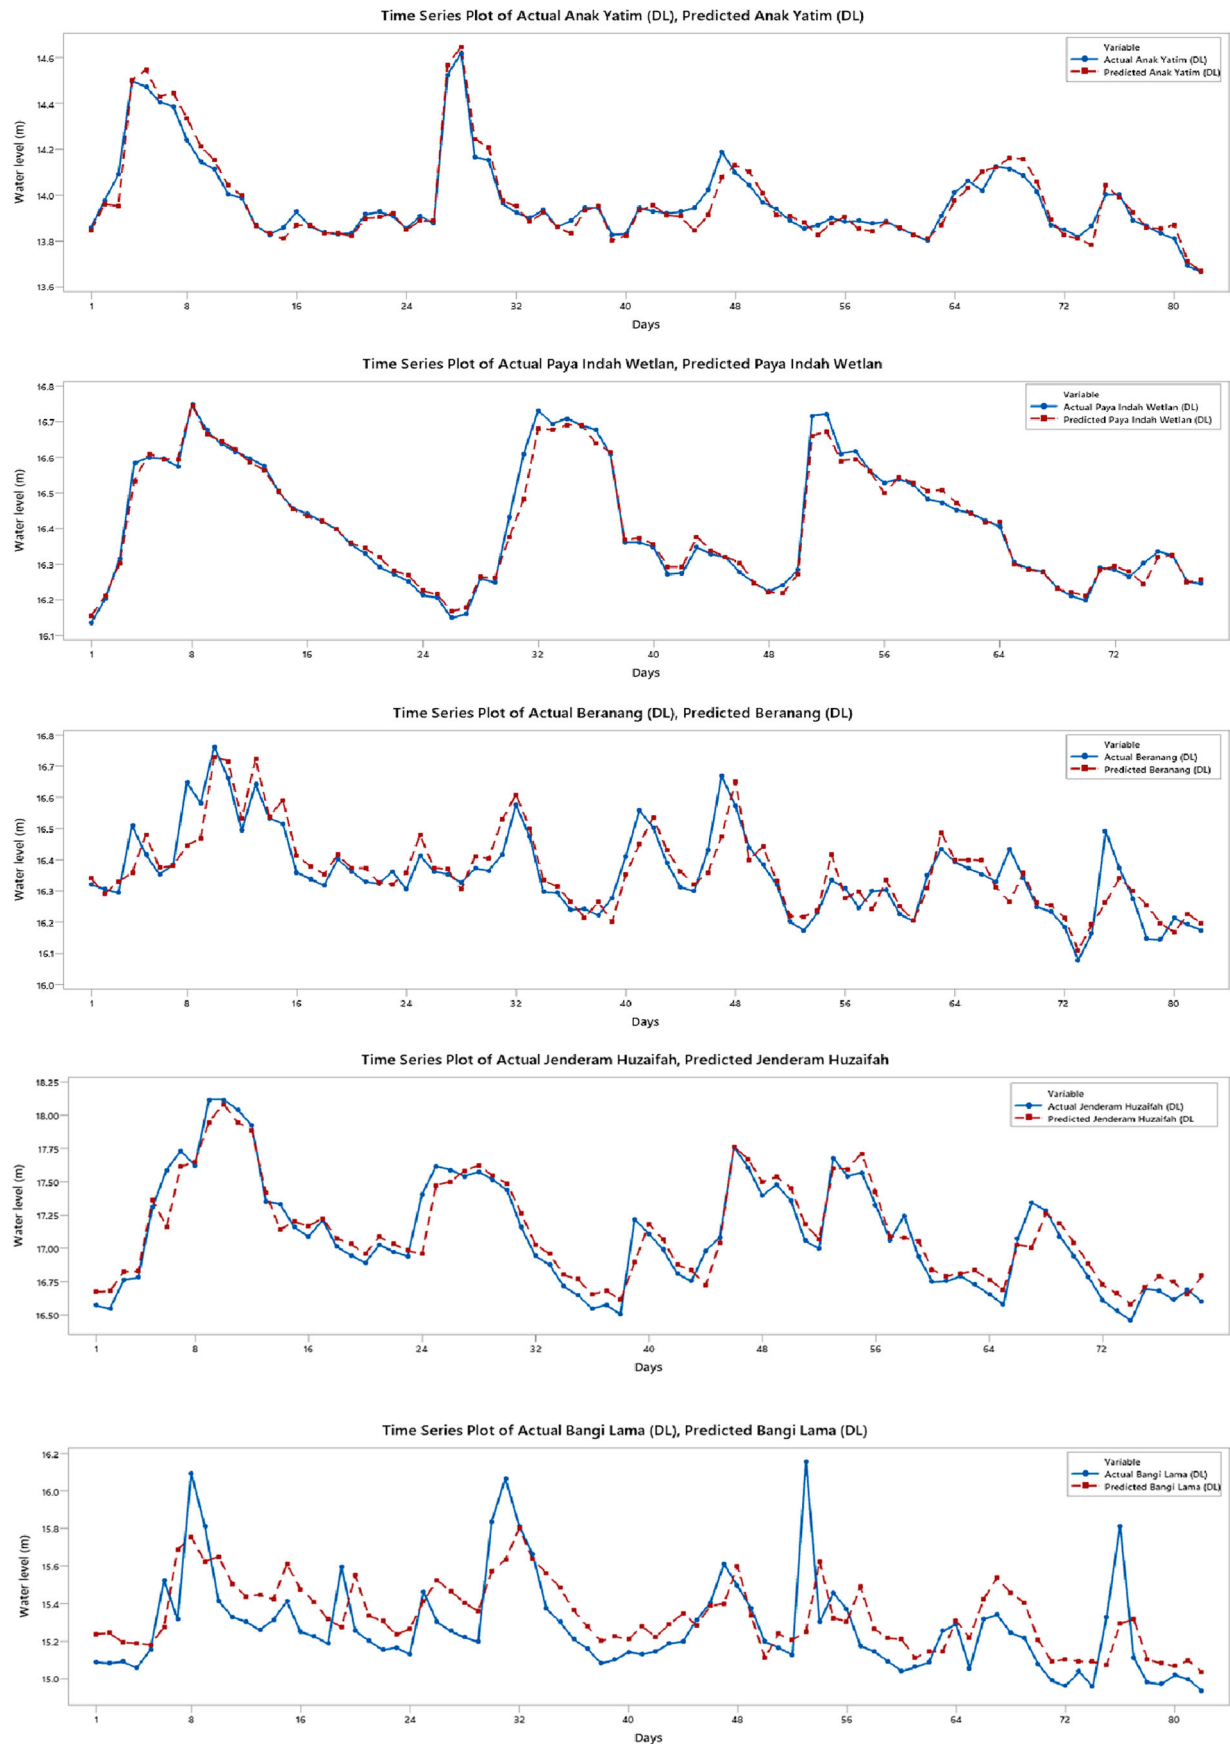 Time Series Plot of Actual Anak Yatim (DL), Predicted Anak Yatim (DL)
Variable
Actual Anak Yatim (DL)
Predicted Anak Yatim (DL)
Water level (m)
14.6
14.4
14.2
14.0
13.8
13.6
1 8 16 24 32 40 48 56 64 72 80
Days
Time Series Plot of Actual Paya Indah Wetlan, Predicted Paya Indah Wetlan
Variable
Actual Paya Indah Wetlan (DL)
Predicted Paya Indah Wetlan (DL)
Water level (m)
16.8
16.7
16.6
16.5
16.4
16.3
16.2
16.1
1 8 16 24 32 40 48 56 64 72
Days
Time Series Plot of Actual Beranang (DL), Predicted Beranang (DL)
Variable
Actual Beranang (DL)
Predicted Beranang (DL)
Water level (m)
16.8
16.7
16.6
16.5
16.4
16.3
16.2
16.1
16.0
1 8 16 24 32 40 48 56 64 72 80
Days
Time Series Plot of Actual Jenderam Huzaifah, Predicted Jenderam Huzaifah
Variable
Actual Jenderam Huzaifah (DL)
Predicted Jenderam Huzaifah (DL
Water level (m)
18.25
18.00
17.75
17.50
17.25
17.00
16.75
16.50
1 8 16 24 32 40 48 56 64 72
Days
Time Series Plot of Actual Bangi Lama (DL), Predicted Bangi Lama (DL)
Variable
Actual Bangi Lama (DL)
Predicted Bangi Lama (DL)
Water level (m)
16.2
16.0
15.8
15.6
15.4
15.2
15.0
1 8 16 24 32 40 48 56 64 72 80
Days